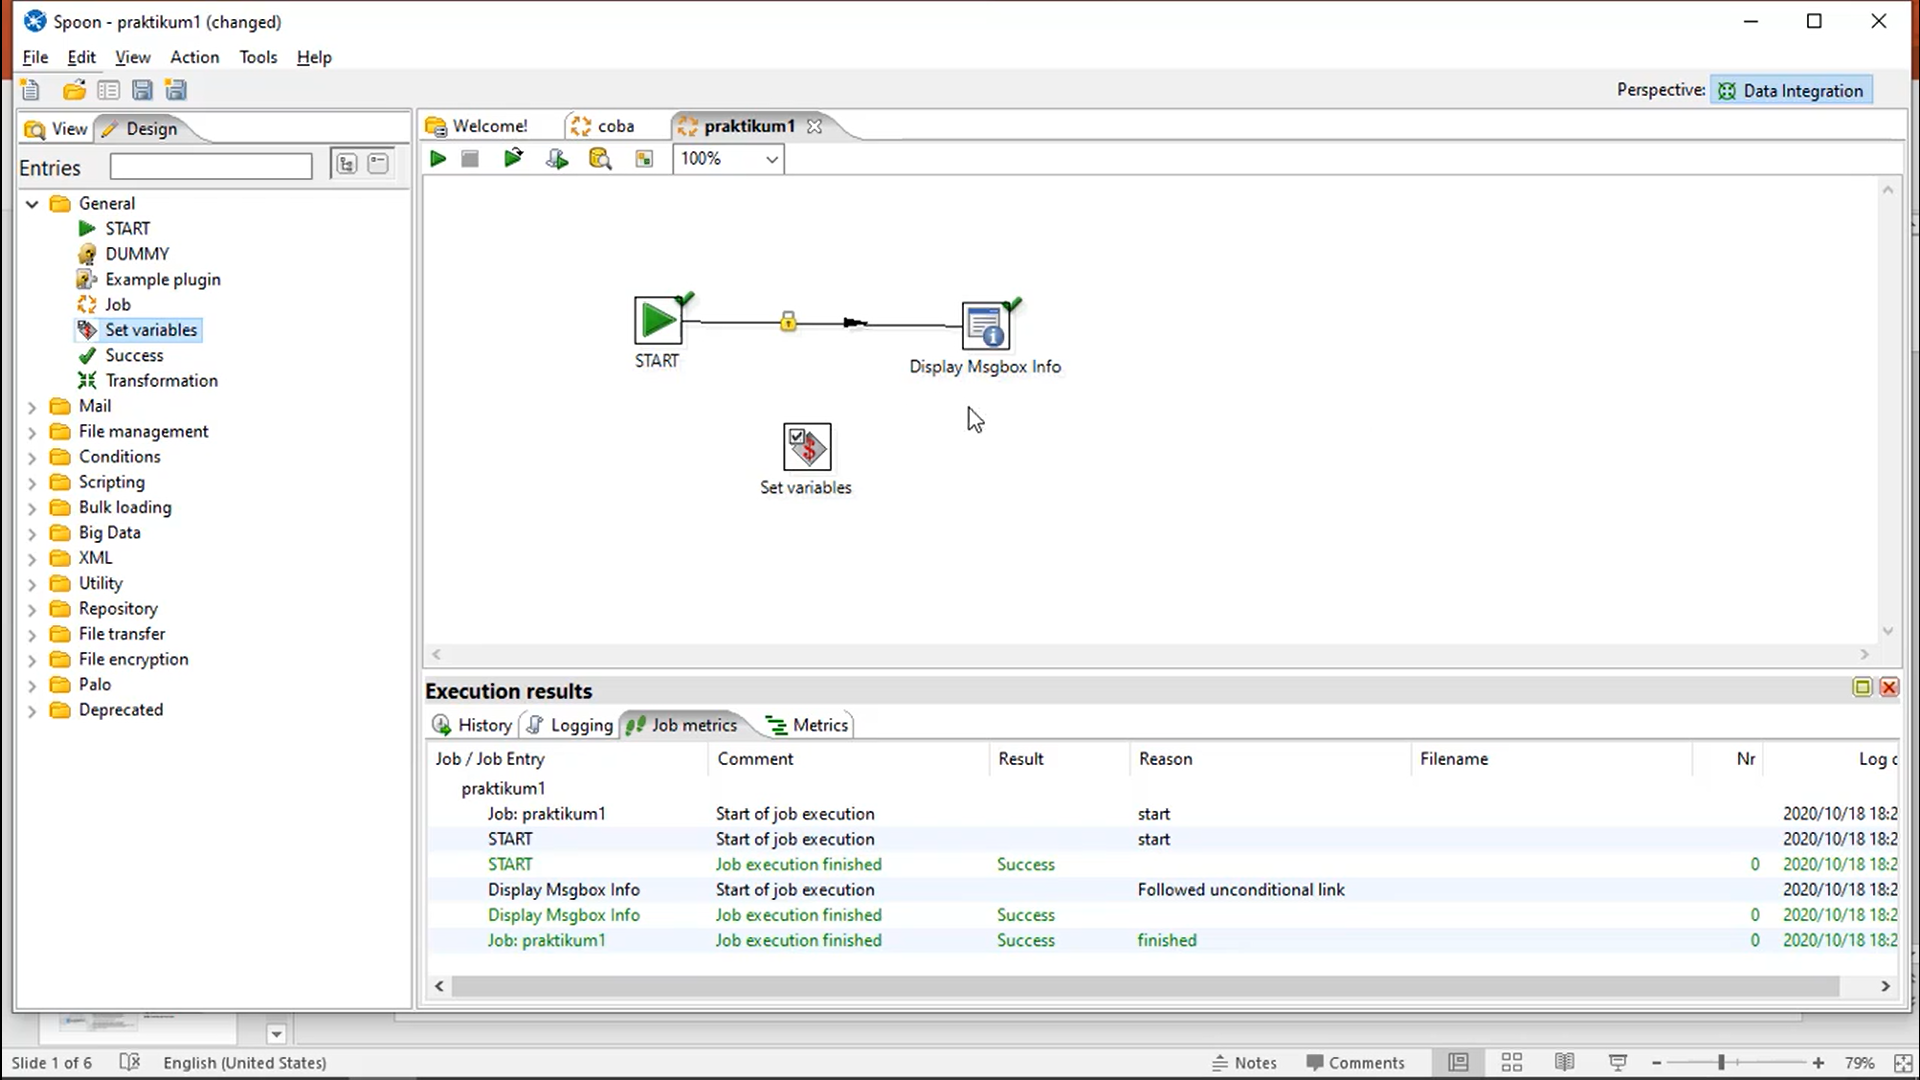 Spoon - praktikum1 (changed)
File Edit View Action Tools Help
Perspective: Data Integration
View Design
Welcome! coba praktikum1
Entries
100%
General
START
DUMMY
Example plugin
Job
Set variables
Success
Transformation
Mail
File management
Conditions
Scripting
Bulk loading
Big Data
XML
Utility
Repository
File transfer
File encryption
Palo
Deprecated
START
Display Msgbox Info
Set variables
Execution results
History Logging Job metrics Metrics
Job / Job Entry Comment Result Reason Filename Nr Log c
praktikum1
Job: praktikum1 Start of job execution start 2020/10/18 18:2
START Start of job execution start 2020/10/18 18:2
START Job execution finished Success 0 2020/10/18 18:2
Display Msgbox Info Start of job execution Followed unconditional link 2020/10/18 18:2
Display Msgbox Info Job execution finished Success 0 2020/10/18 18:2
Job: praktikum1 Job execution finished Success finished 0 2020/10/18 18:2
Slide 1 of 6 English (United States) Notes Comments 79%